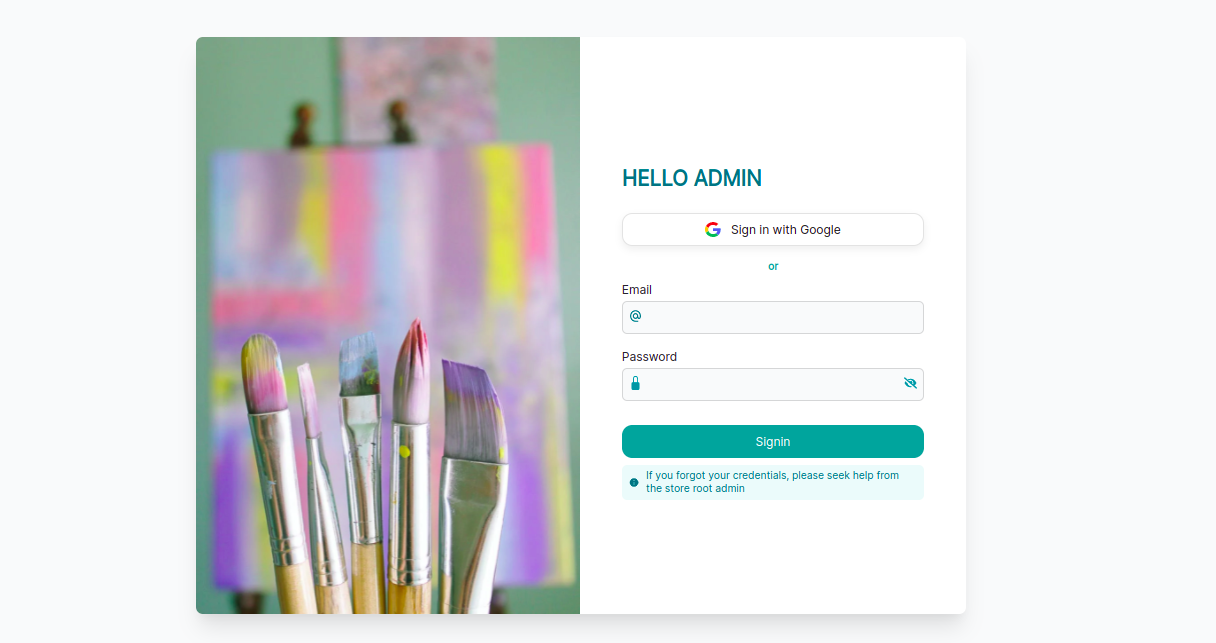 HELLO ADMIN
Sign in with Google
or
Email
@
Password
Signin
If forgot your credentials, please seek help from
the store root admin